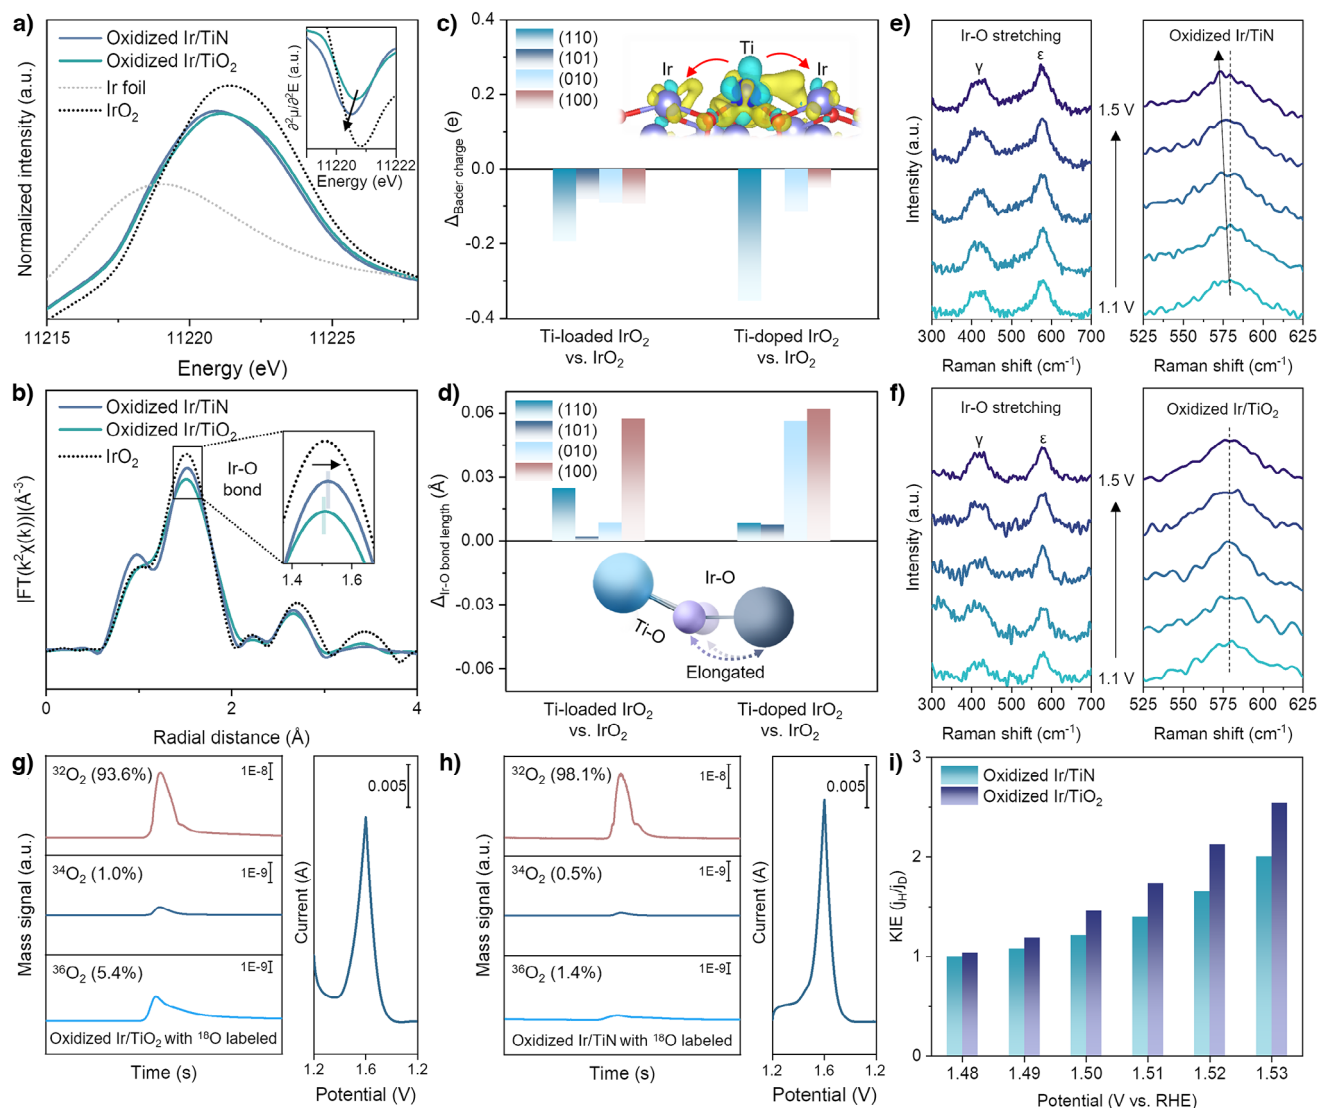 a)
Normalized intensity (a.u.)
Oxidized Ir/TiN
Oxidized Ir/TiO₂
Ir foil
IrO₂
∂²μ/∂²E (a.u.)
11220 11222
Energy (eV)
11215 11220 11225
Energy (eV)
b)
|FT(k²χ(k))|(Å⁻³)
Oxidized Ir/TiN
Oxidized Ir/TiO₂
IrO₂
Ir-O
bond
1.4 1.6
0 2 4
Radial distance (Å)
c)
Δ Bader charge (e)
0.4
0.2
0.0
-0.2
-0.4
(110)
(101)
(010)
(100)
Ti
Ir Ir
Ti-loaded IrO₂
vs. IrO₂
Ti-doped IrO₂
vs. IrO₂
d)
Δ Ir-O bond length (Å)
0.06
0.03
0.00
-0.03
-0.06
(110)
(101)
(010)
(100)
Ir-O
Ti-O
Elongated
Ti-loaded IrO₂
vs. IrO₂
Ti-doped IrO₂
vs. IrO₂
e)
Intensity (a.u.)
Ir-O stretching
γ ε
1.5 V
1.1 V
300 400 500 600 700
Raman shift (cm⁻¹)
Oxidized Ir/TiN
525 550 575 600 625
Raman shift (cm⁻¹)
f)
Intensity (a.u.)
Ir-O stretching
γ ε
1.5 V
1.1 V
300 400 500 600 700
Raman shift (cm⁻¹)
Oxidized Ir/TiO₂
525 550 575 600 625
Raman shift (cm⁻¹)
g)
Mass signal (a.u.)
³²O₂ (93.6%) 1E-8
³⁴O₂ (1.0%) 1E-9
³⁶O₂ (5.4%) 1E-9
Oxidized Ir/TiO₂ with ¹⁸O labeled
Time (s)
Current (A)
0.005
1.2 1.6 1.2
Potential (V)
h)
Mass signal (a.u.)
³²O₂ (98.1%) 1E-8
³⁴O₂ (0.5%) 1E-9
³⁶O₂ (1.4%) 1E-9
Oxidized Ir/TiN with ¹⁸O labeled
Time (s)
Current (A)
0.005
1.2 1.6 1.2
Potential (V)
i)
KIE (jH/jD)
3
2
1
0
Oxidized Ir/TiN
Oxidized Ir/TiO₂
1.48 1.49 1.50 1.51 1.52 1.53
Potential (V vs. RHE)